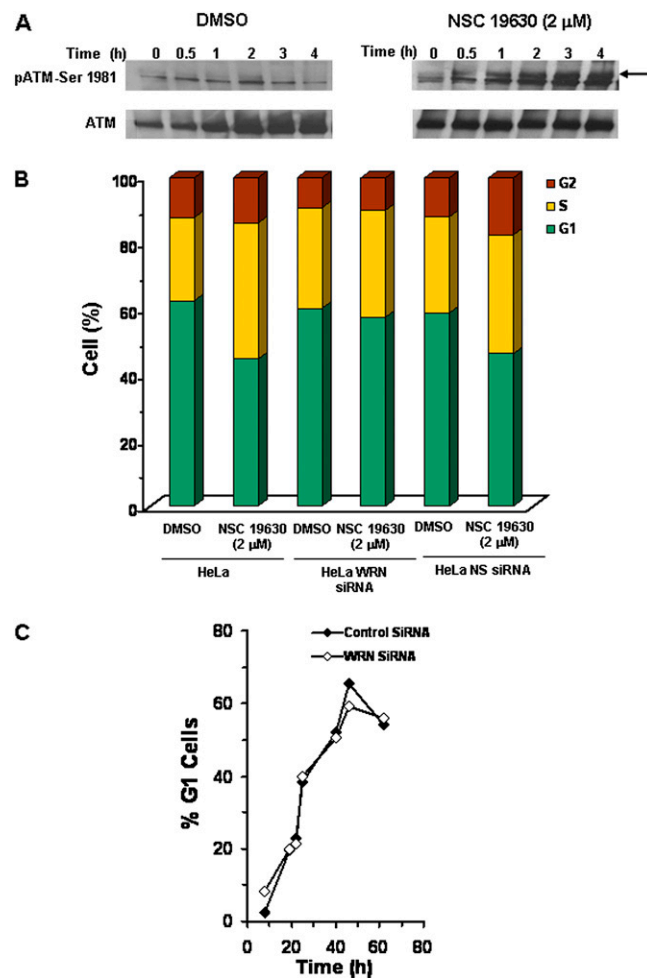 A
DMSO
NSC 19630 (2 µM)
Time (h) 0 0.5 1 2 3 4
Time (h) 0 0.5 1 2 3 4
pATM-Ser 1981
ATM
B
G2
S
G1
Cell (%)
100
80
60
40
20
0
DMSO NSC 19630 (2 µM) DMSO NSC 19630 (2 µM) DMSO NSC 19630 (2 µM)
HeLa
HeLa WRN siRNA
HeLa NS siRNA
C
Control SiRNA
WRN SiRNA
% G1 Cells
80
60
40
20
0
0 20 40 60 80
Time (h)